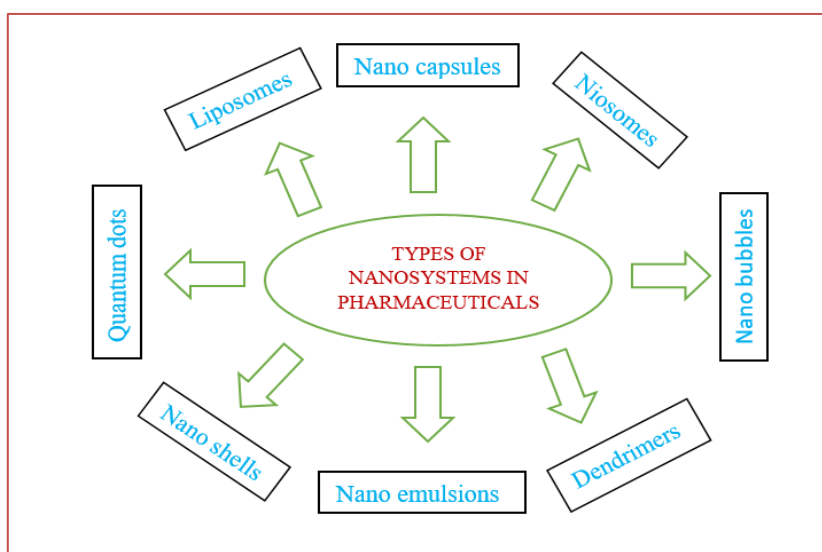 Nano capsules
Liposomes
Niosomes
Quantum dots
TYPES OF
NANOSYSTEMS IN
PHARMACEUTICALS
Nano bubbles
Nano shells
Nano emulsions
Dendrimers